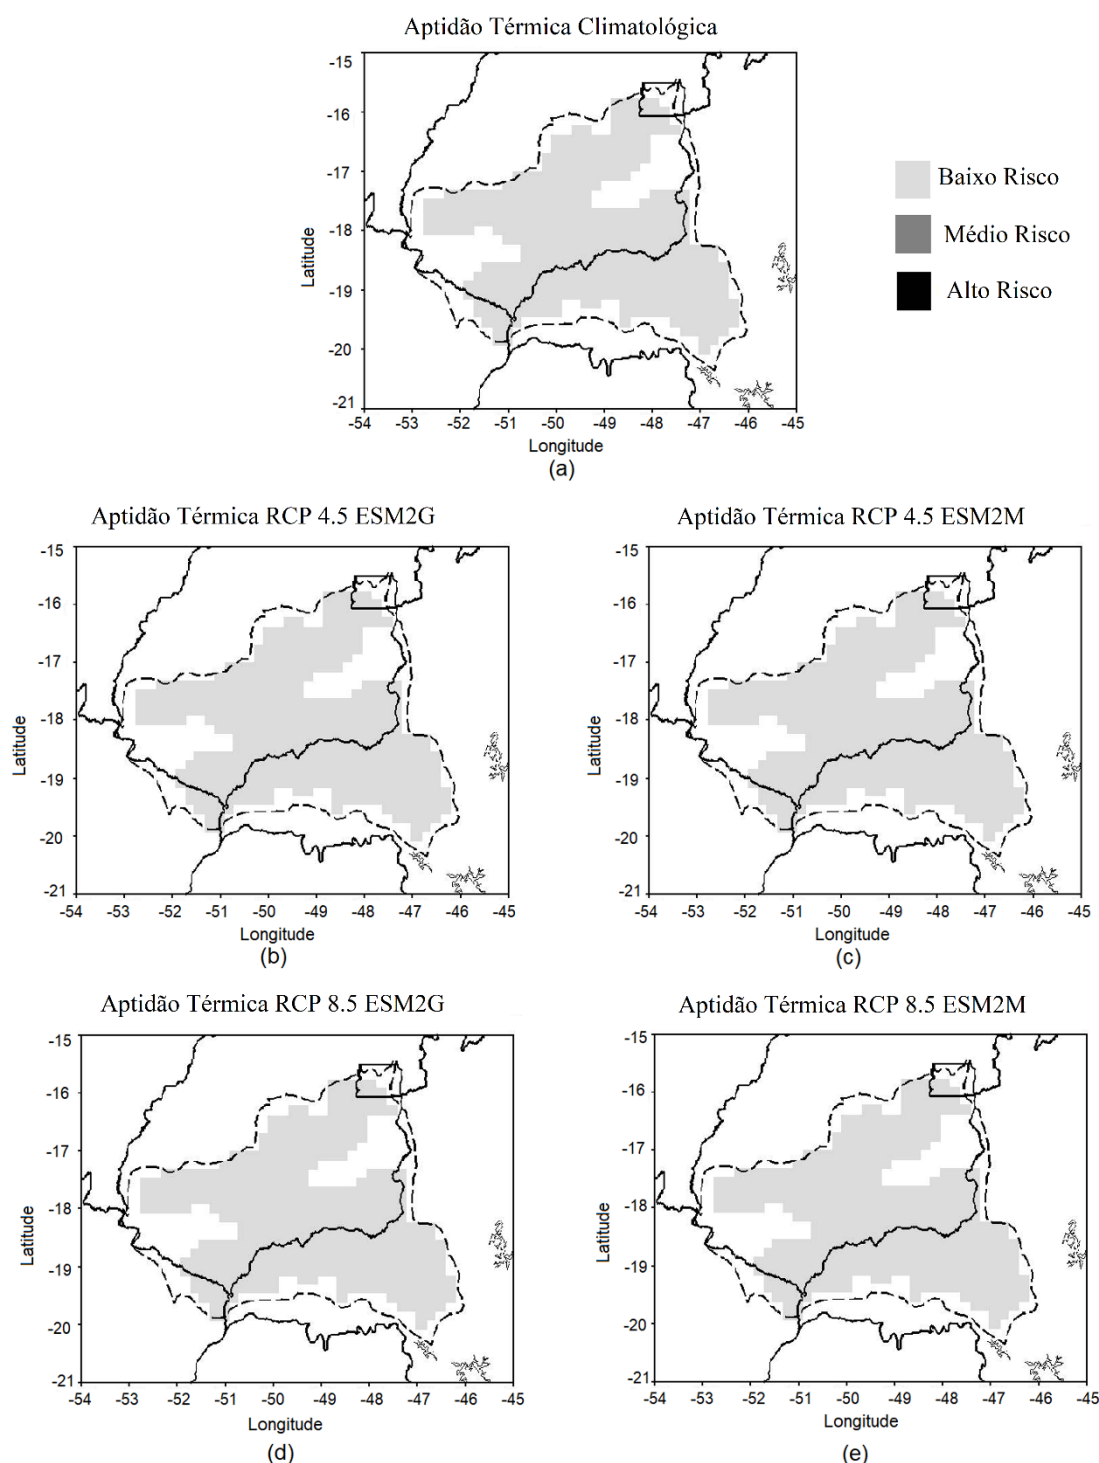 Aptidão Térmica Climatológica
-15
-16
-17
-18
-19
-20
-21
Latitude
-54 -53 -52 -51 -50 -49 -48 -47 -46 -45
Longitude
(a)
Baixo Risco
Médio Risco
Alto Risco
Aptidão Térmica RCP 4.5 ESM2G
-15
-16
-17
-18
-19
-20
-21
Latitude
-54 -53 -52 -51 -50 -49 -48 -47 -46 -45
Longitude
(b)
Aptidão Térmica RCP 4.5 ESM2M
-15
-16
-17
-18
-19
-20
-21
Latitude
-54 -53 -52 -51 -50 -49 -48 -47 -46 -45
Longitude
(c)
Aptidão Térmica RCP 8.5 ESM2G
-15
-16
-17
-18
-19
-20
-21
Latitude
-54 -53 -52 -51 -50 -49 -48 -47 -46 -45
Longitude
(d)
Aptidão Térmica RCP 8.5 ESM2M
-15
-16
-17
-18
-19
-20
-21
Latitude
-54 -53 -52 -51 -50 -49 -48 -47 -46 -45
Longitude
(e)